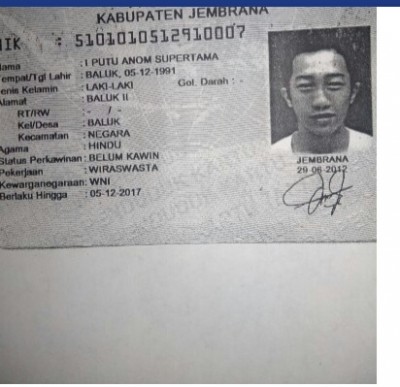 KABUPATEN JEMBRANA
NIK : 5101010512910007
Nama : I PUTU ANOM SUPERTAMA
Tempat/Tgl Lahir : BALUK, 05-12-1991
Jenis Kelamin : LAKI-LAKI Gol. Darah : -
Alamat : BALUK II
RT/RW : - / -
Kel/Desa : BALUK
Kecamatan : NEGARA
Agama : HINDU
Status Perkawinan : BELUM KAWIN
Pekerjaan : WIRASWASTA
Kewarganegaraan : WNI
Berlaku Hingga : 05-12-2017
JEMBRANA
29-06-2012